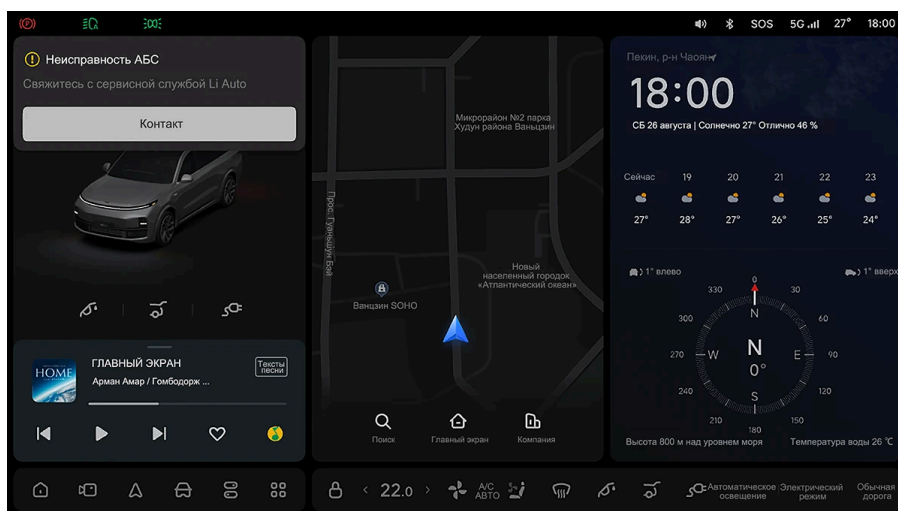 SOS
5G
27°
18:00
Неисправность АБС
Свяжитесь с сервисной службой Li Auto
Контакт
HOME
ГЛАВНЫЙ ЭКРАН
Арман Амар / Гомбодорж ...
Тексты
песни
Микрорайон №2 парка
Худун района Ваньцзин
Прос. Гуаньшун Бэй
Новый
населенный городок
«Атлантический океан»
Ванцзин SOHO
Поиск
Главный экран
Компания
Пекин, р-н Чаоян
18:00
СБ 26 августа | Солнечно 27° Отлично 46 %
Сейчас 19 20 21 22 23
27° 28° 27° 26° 25° 24°
1° влево
1° вверх
0
330 30
N
300 60
270 W N E 90
0°
240 S 120
210 150
180
Высота 800 м над уровнем моря
Температура воды 26 °C
< 22.0 >
A/C
АВТО
Автоматическое
освещение
Электрический
режим
Обычная
дорога